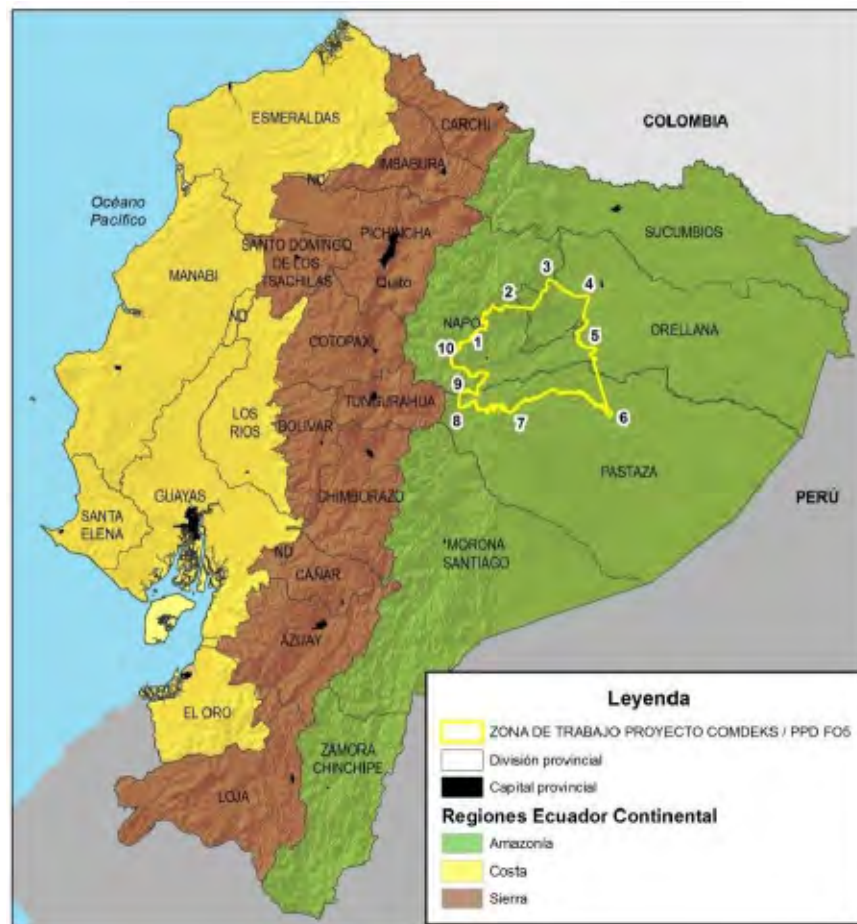 ESMERALDAS
CARCHI
COLOMBIA
IMBABURA
ND
Océano
Pacífico
SUCUMBIOS
PICHINCHA
SANTO DOMINGO
DE LOS
TSACHILAS
MANABI
Quito
3
4
2
NAPO
ORELLANA
ND
1
5
COTOPAXI
10
9
TUNGURAHUA
LOS
RIOS
BOLIVAR
8
7
6
PASTAZA
CHIMBORAZO
GUAYAS
PERÚ
SANTA
ELENA
MORONA
SANTIAGO
ND
CAÑAR
AZUAY
EL ORO
ZAMORA
CHINCHIPE
LOJA
Leyenda
ZONA DE TRABAJO PROYECTO COMDEKS / PPD FO5
División provincial
Capital provincial
Regiones Ecuador Continental
Amazonía
Costa
Sierra